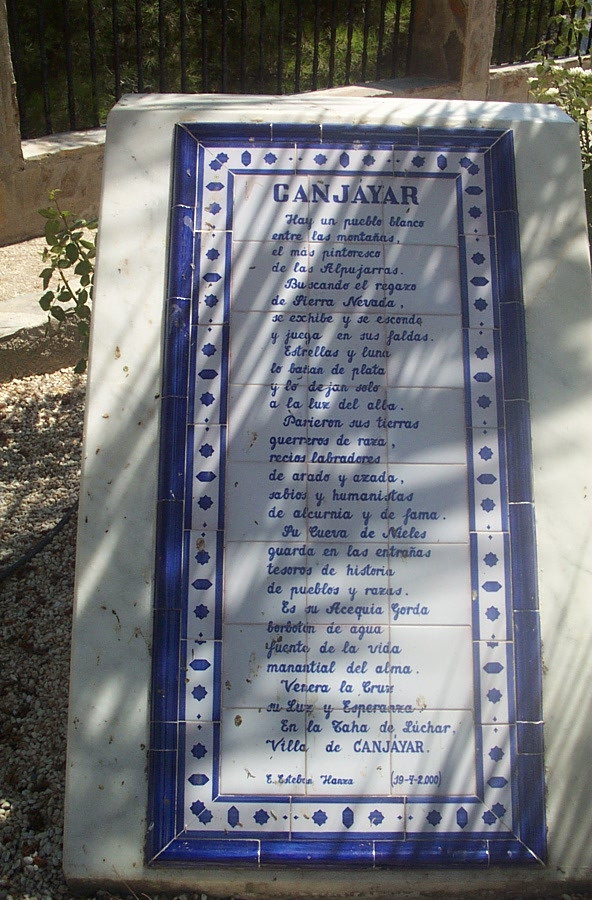 CANJÁYAR
Hay un pueblo blanco
entre las montañas,
el más pintoresco
de las Alpujarras.
Buscando el regazo
de Sierra Nevada,
se exhibe y se esconde
y juega en sus faldas.
Estrellas y luna
lo bañan de plata
y lo dejan solo
a la luz del alba.
Parieron sus tierras
guerreros de raza,
recios labradores
de arado y azada,
sabios y humanistas
de alcurnia y de fama.
Su Cueva de Nieles
guarda en las entrañas
tesoros de historia
de pueblos y razas.
Es su Acequia Gorda
borbotón de agua
fuente de la vida
manantial del alma.
Venera la Cruz
su Luz y Esperanza
En la Taha de Lúchar,
Villa de CANJÁYAR.
E. Esteban Hanza (19-4-2.000)